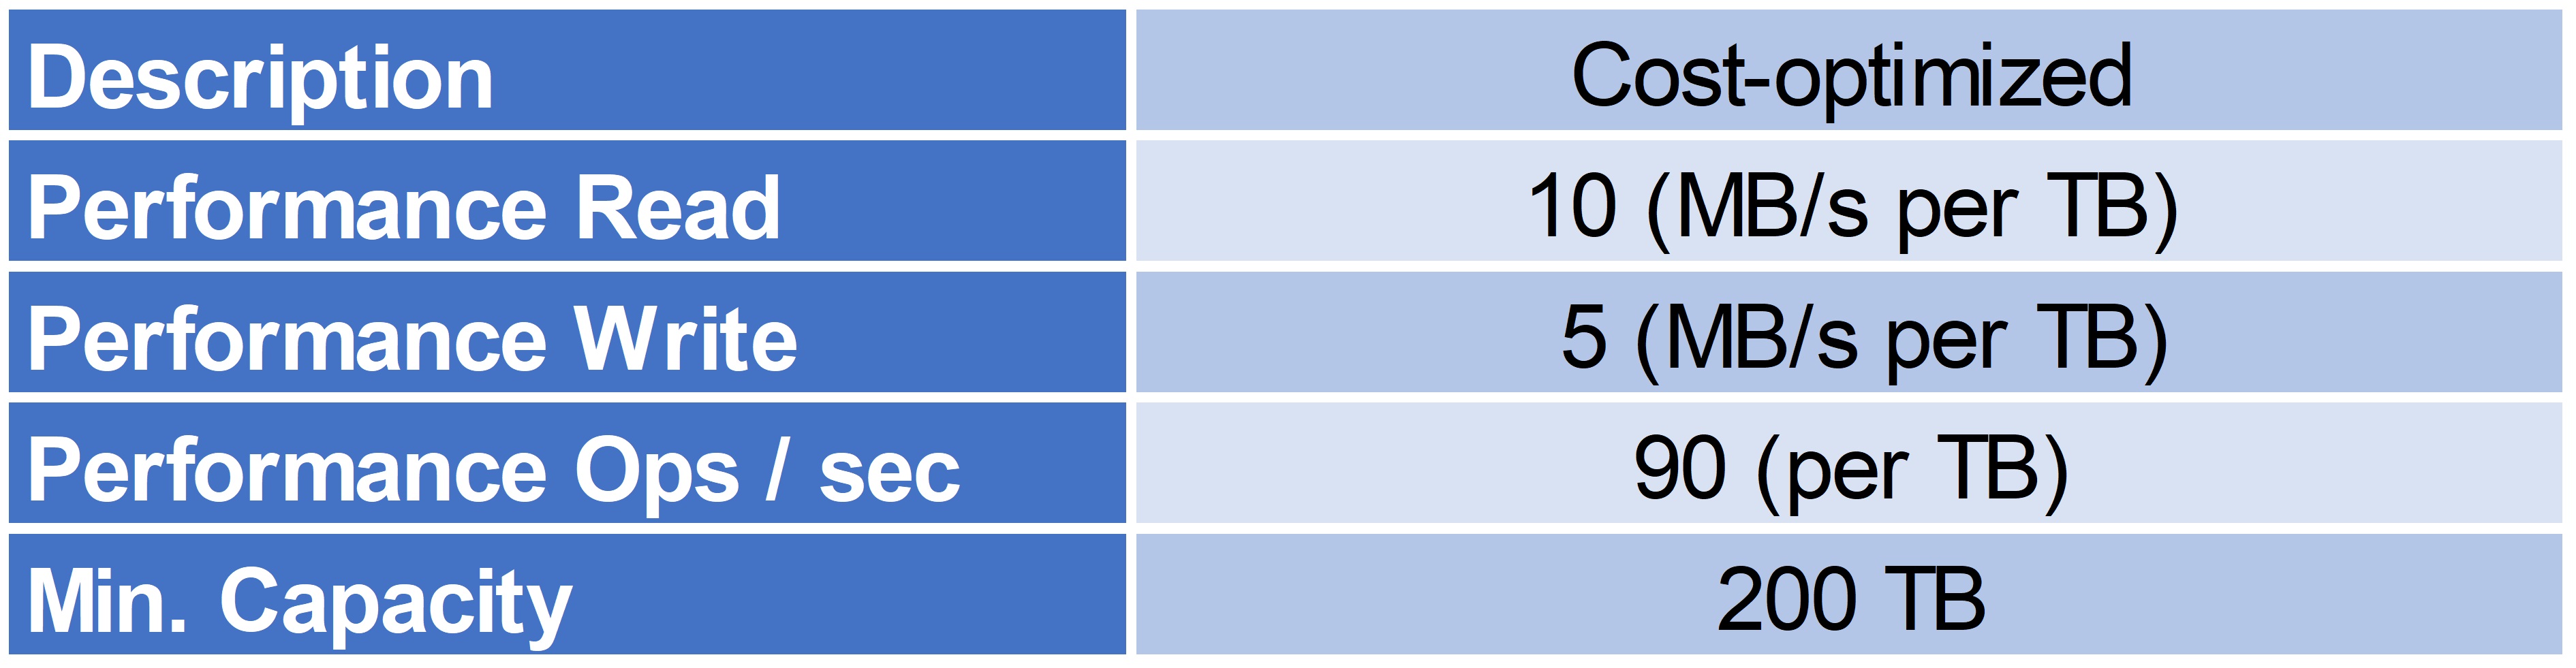 Description Cost-optimized
Performance Read 10 (MB/s per TB)
Performance Write 5 (MB/s per TB)
Performance Ops / sec 90 (per TB)
Min. Capacity 200 TB